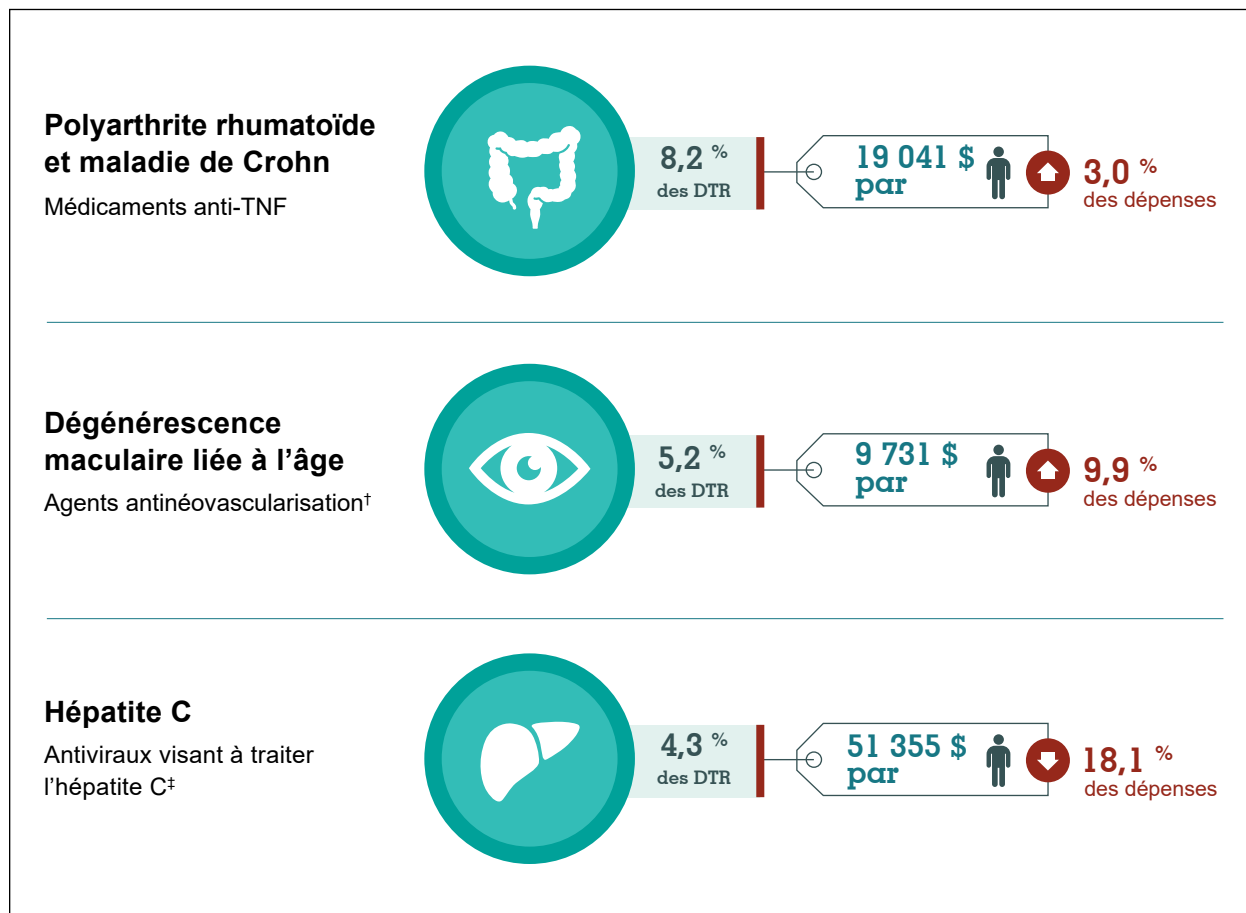 Polyarthrite rhumatoïde
et maladie de Crohn
Médicaments anti-TNF
8,2 %
des DTR
19 041 $
par
3,0 %
des dépenses
Dégénérescence
maculaire liée à l’âge
Agents antinéovascularisation†
5,2 %
des DTR
9 731 $
par
9,9 %
des dépenses
Hépatite C
Antiviraux visant à traiter
l’hépatite C‡
4,3 %
des DTR
51 355 $
par
18,1 %
des dépenses